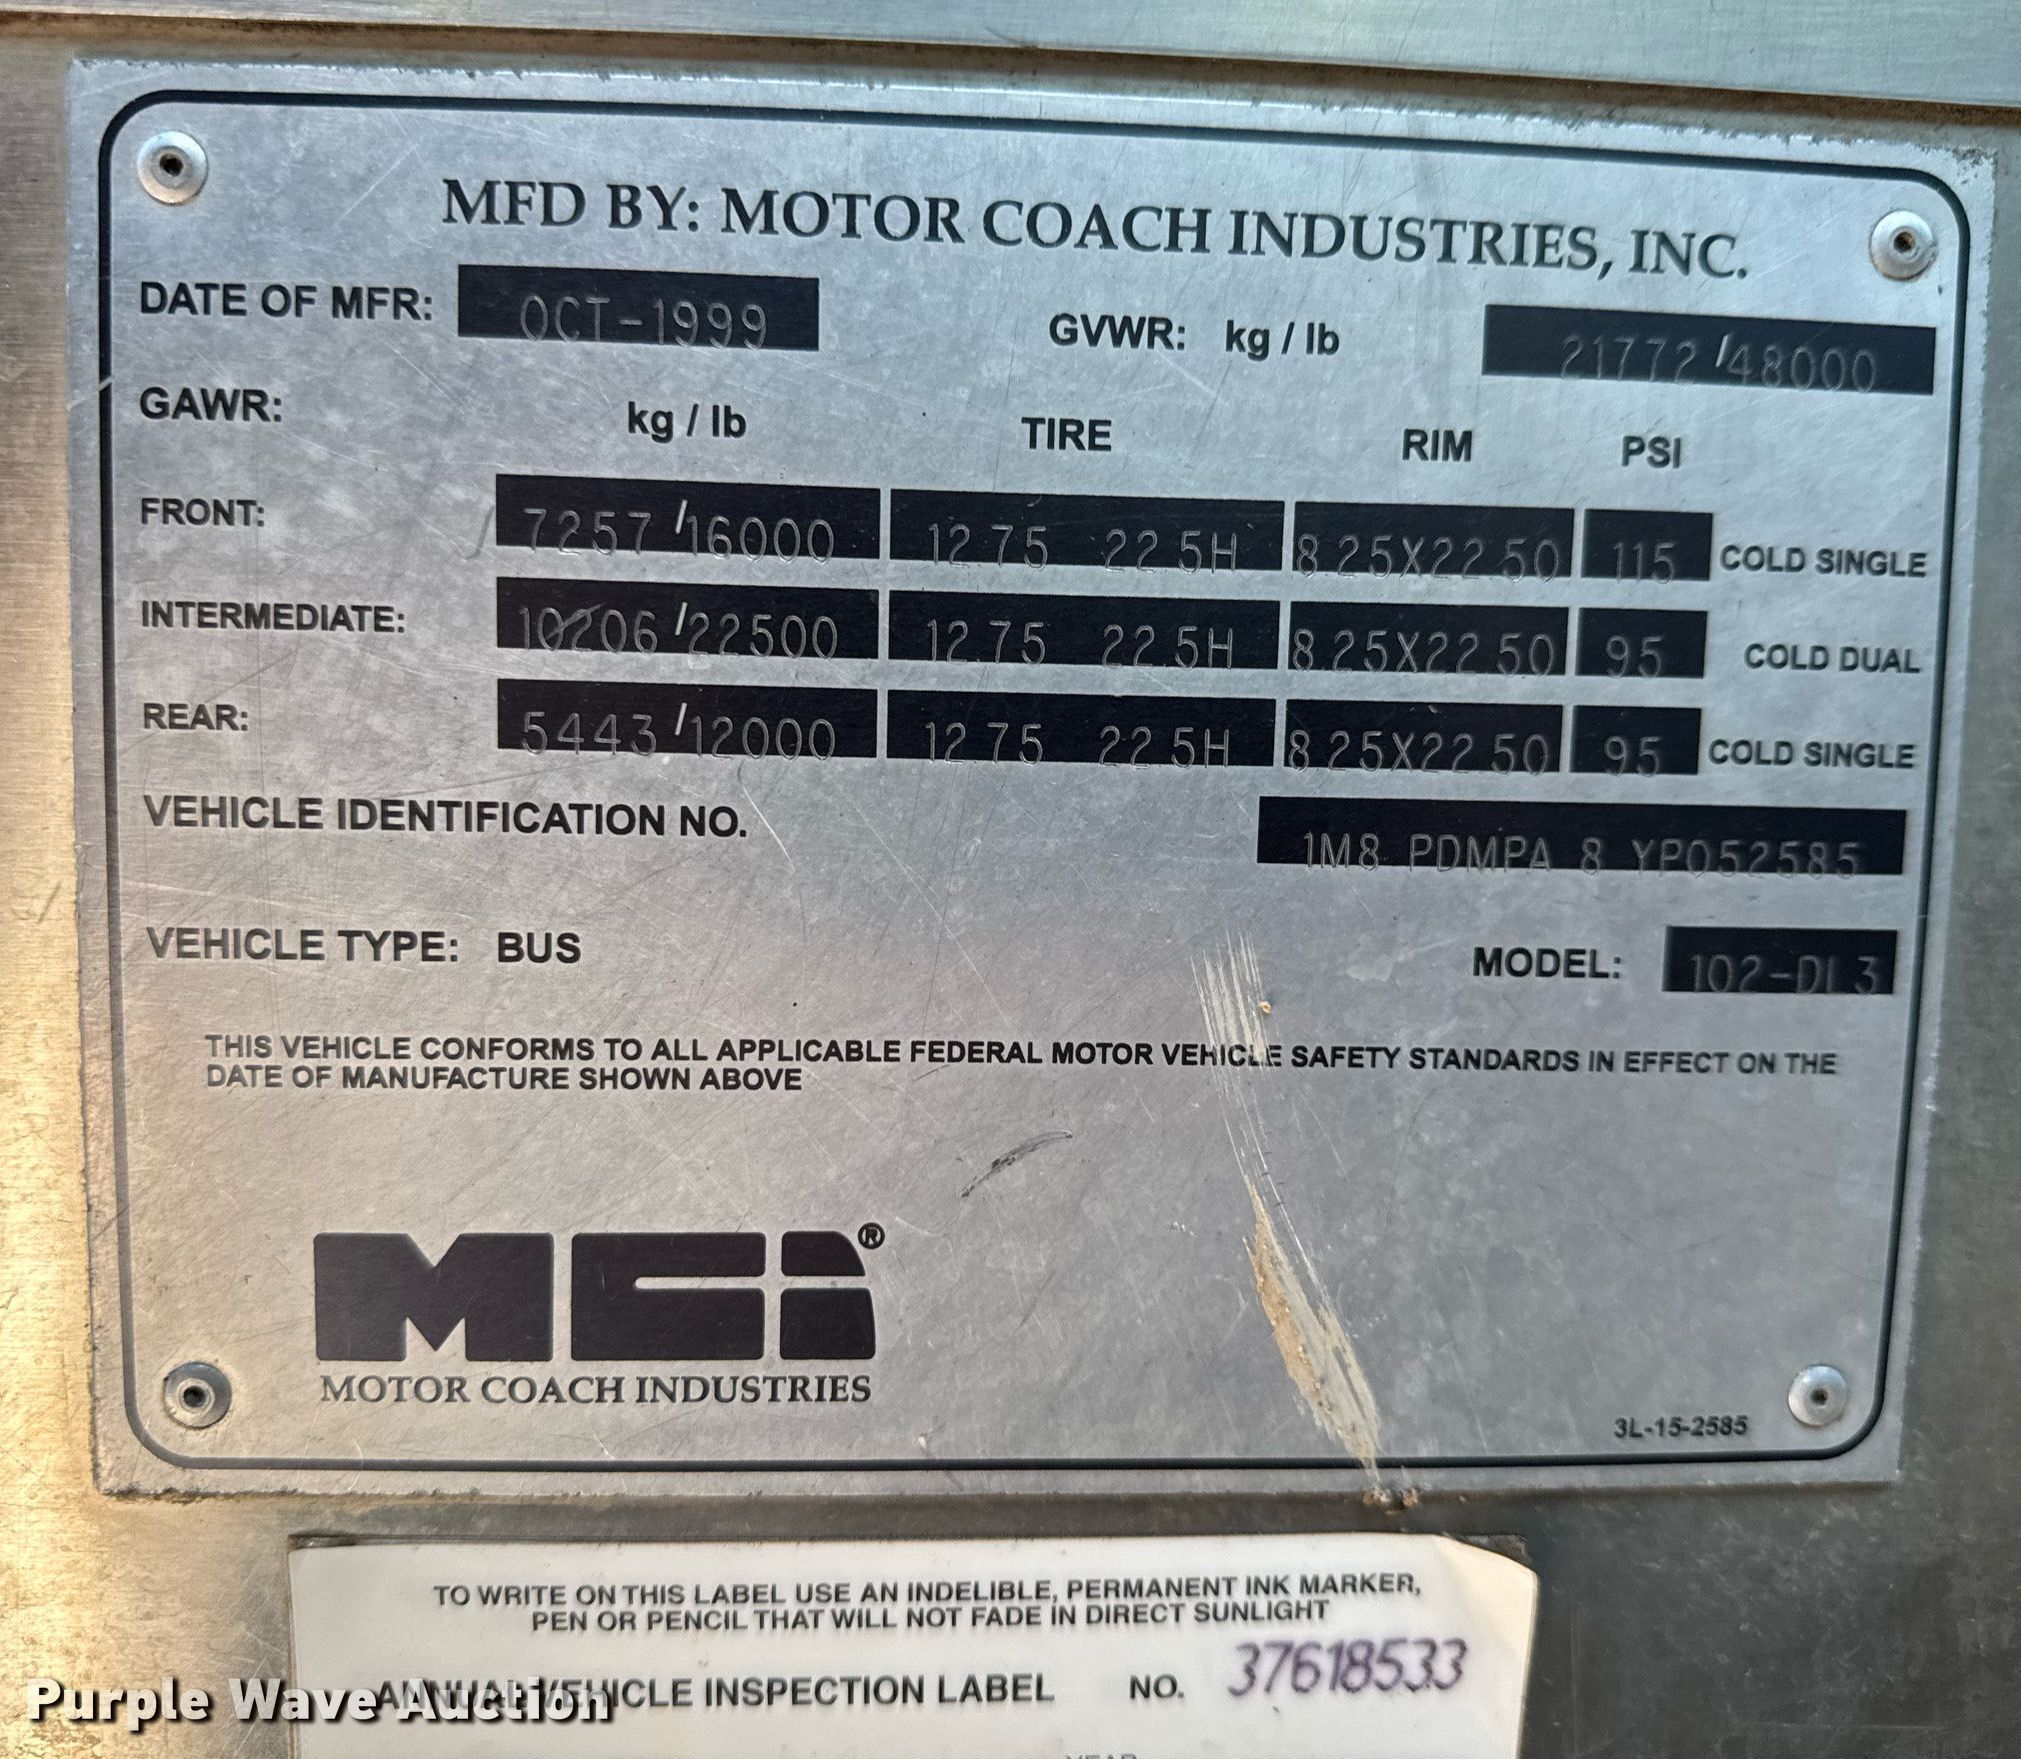 MFD BY: MOTOR COACH INDUSTRIES, INC.
DATE OF MFR: OCT-1999 GVWR: kg / lb 21772/48000
GAWR: kg / lb TIRE RIM PSI
FRONT: 7257/16000 12.75 22.5H 8.25X22.50 115 COLD SINGLE
INTERMEDIATE: 10206/22500 12.75 22.5H 8.25X22.50 95 COLD DUAL
REAR: 5443/12000 12.75 22.5H 8.25X22.50 95 COLD SINGLE
VEHICLE IDENTIFICATION NO. 1M8 PDMPA 8 YP052585
VEHICLE TYPE: BUS MODEL: 102-DL3
THIS VEHICLE CONFORMS TO ALL APPLICABLE FEDERAL MOTOR VEHICLE SAFETY STANDARDS IN EFFECT ON THE
DATE OF MANUFACTURE SHOWN ABOVE
MCI®
MOTOR COACH INDUSTRIES
3L-15-2585
TO WRITE ON THIS LABEL USE AN INDELIBLE, PERMANENT INK MARKER,
PEN OR PENCIL THAT WILL NOT FADE IN DIRECT SUNLIGHT
ANNUAL VEHICLE INSPECTION LABEL NO. 37618533
Purple Wave Auction